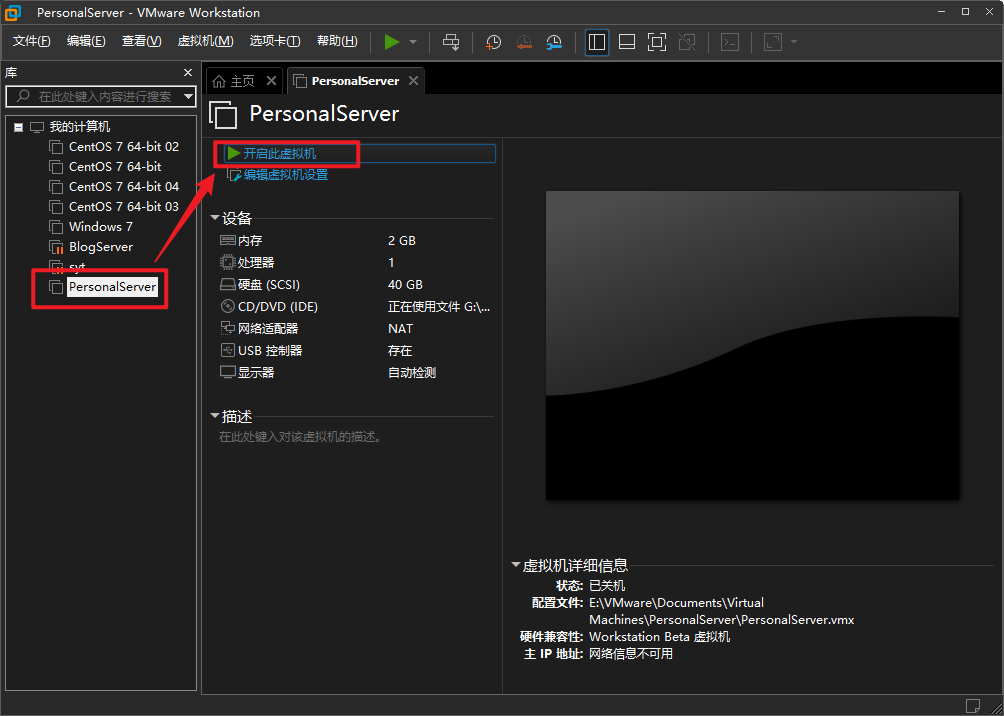 PersonalServer - VMware Workstation
文件(F) 编辑(E) 查看(V) 虚拟机(M) 选项卡(T) 帮助(H)
库
在此处键入内容进行搜索
我的计算机
CentOS 7 64-bit 02
CentOS 7 64-bit
CentOS 7 64-bit 04
CentOS 7 64-bit 03
Windows 7
BlogServer
syt
PersonalServer
主页 PersonalServer
PersonalServer
开启此虚拟机
编辑虚拟机设置
设备
内存 2 GB
处理器 1
硬盘 (SCSI) 40 GB
CD/DVD (IDE) 正在使用文件 G:\...
网络适配器 NAT
USB 控制器 存在
显示器 自动检测
描述
在此处键入对该虚拟机的描述。
虚拟机详细信息
状态: 已关机
配置文件: E:\VMware\Documents\Virtual
Machines\PersonalServer\PersonalServer.vmx
硬件兼容性: Workstation Beta 虚拟机
主 IP 地址: 网络信息不可用